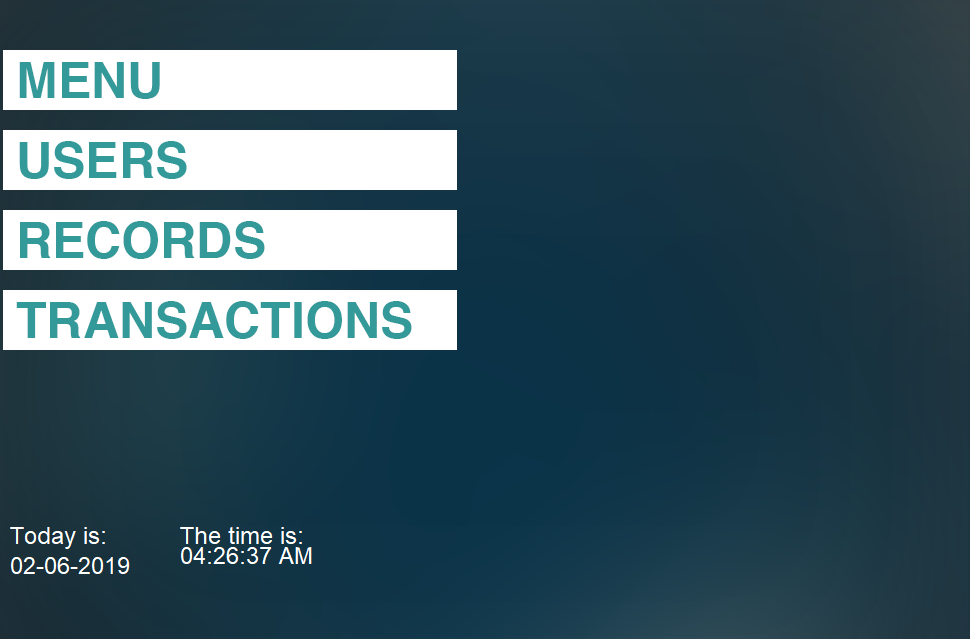 MENU
USERS
RECORDS
TRANSACTIONS
Today is:
02-06-2019
The time is:
04:26:37 AM